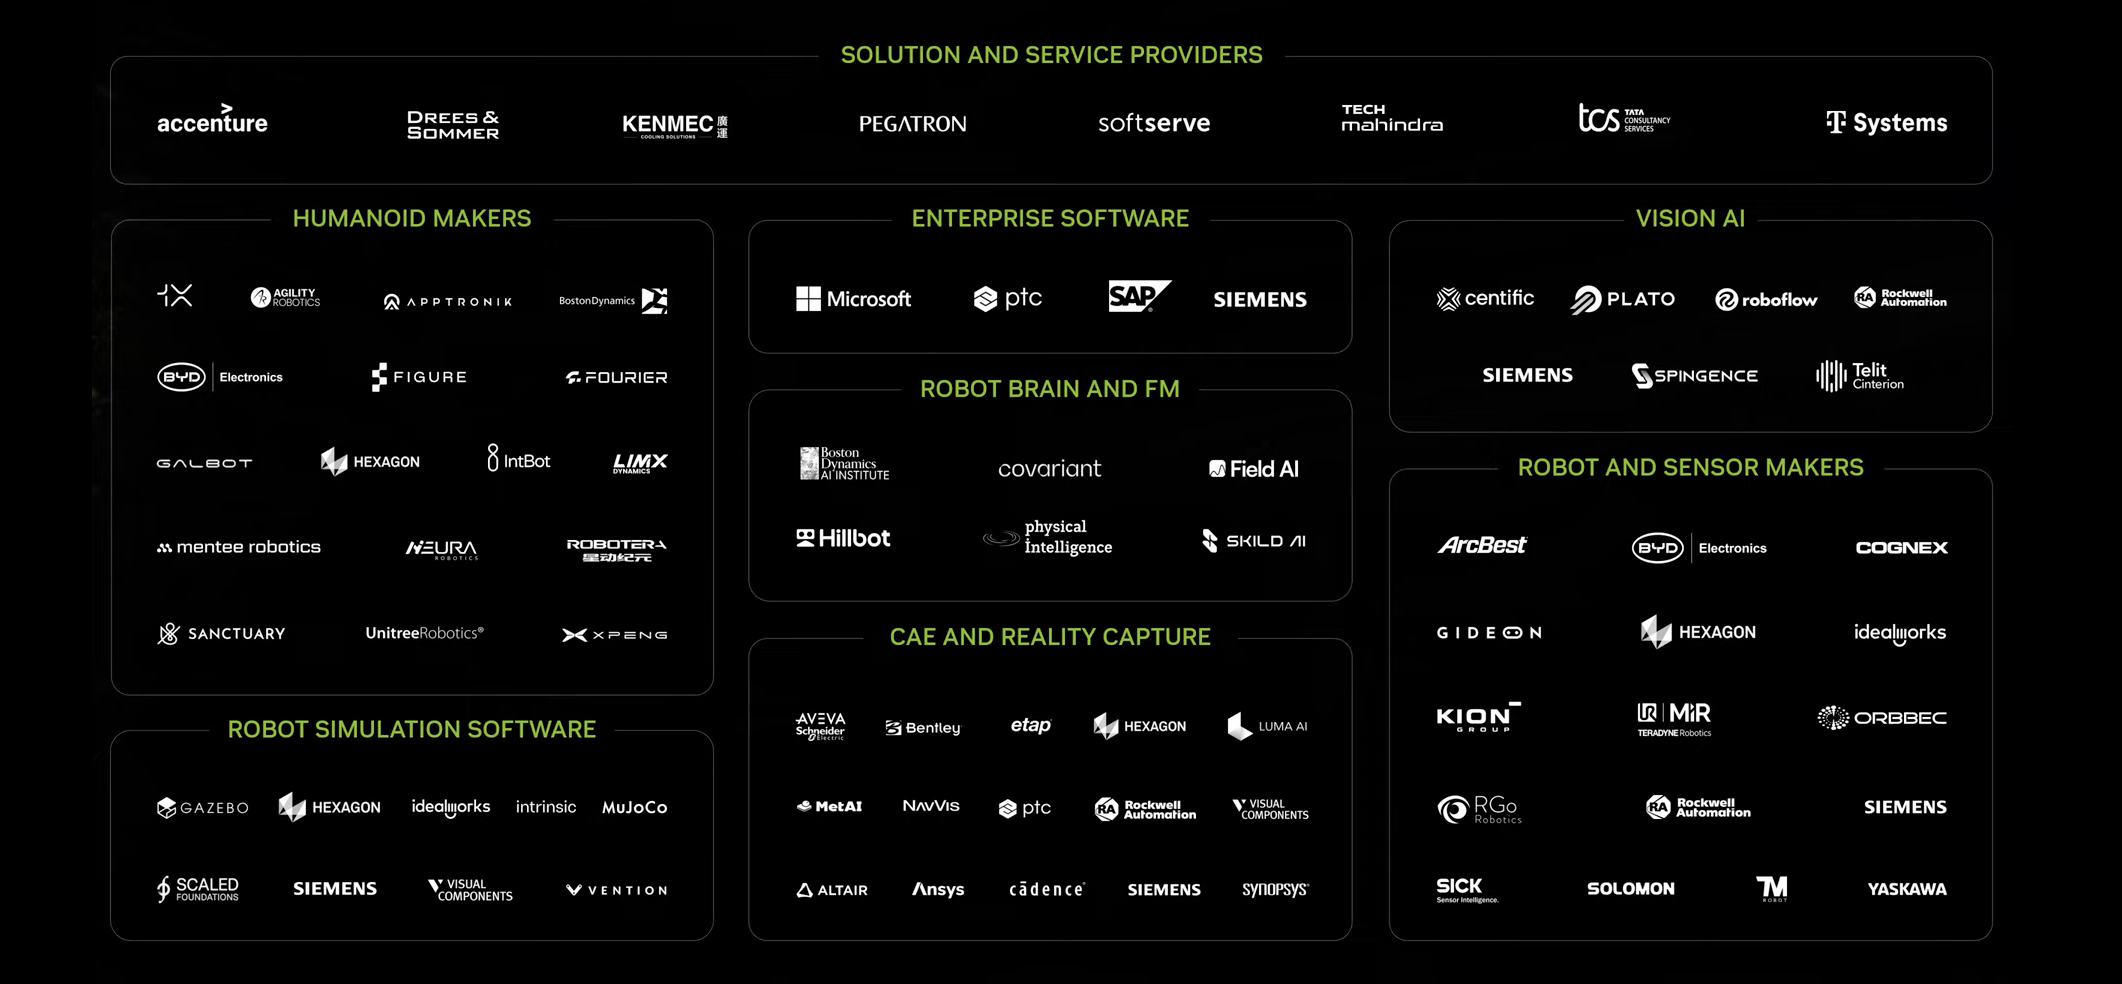 SOLUTION AND SERVICE PROVIDERS
accenture
DREES &
SOMMER
KENMEC 廣運
COOLING SOLUTIONS
PEGATRON
softserve
TECH
mahindra
tcs TATA
CONSULTANCY
SERVICES
T Systems
HUMANOID MAKERS
1X
AGILITY
ROBOTICS
APPTRONIK
BostonDynamics
BYD Electronics
FIGURE
FOURIER
GALBOT
HEXAGON
IntBot
LIMX
DYNAMICS
mentee robotics
NEURA
ROBOTICS
ROBOTERA
星动纪元
SANCTUARY
UnitreeRobotics®
XPENG
ROBOT SIMULATION SOFTWARE
GAZEBO
HEXAGON
idealworks
intrinsic
MuJoCo
SCALED
FOUNDATIONS
SIEMENS
VISUAL
COMPONENTS
VENTION
ENTERPRISE SOFTWARE
Microsoft
ptc
SAP
SIEMENS
ROBOT BRAIN AND FM
Boston
Dynamics
AI INSTITUTE
covariant
Field AI
Hillbot
physical
Intelligence
SKILD AI
CAE AND REALITY CAPTURE
AVEVA
Schneider
Electric
Bentley
etap
HEXAGON
LUMA AI
MetAI
NAVVIS
ptc
RA Rockwell
Automation
VISUAL
COMPONENTS
ALTAIR
Ansys
cādence®
SIEMENS
SYNOPSYS®
VISION AI
centific
PLATO
roboflow
RA Rockwell
Automation
SIEMENS
SPINGENCE
Telit
Cinterion
ROBOT AND SENSOR MAKERS
ArcBest
BYD Electronics
COGNEX
GIDEON
HEXAGON
idealworks
KION
GROUP
UR MiR
TERADYNE Robotics
ORBBEC
RGo
Robotics
RA Rockwell
Automation
SIEMENS
SICK
Sensor Intelligence.
SOLOMON
TM
ROBOT
YASKAWA